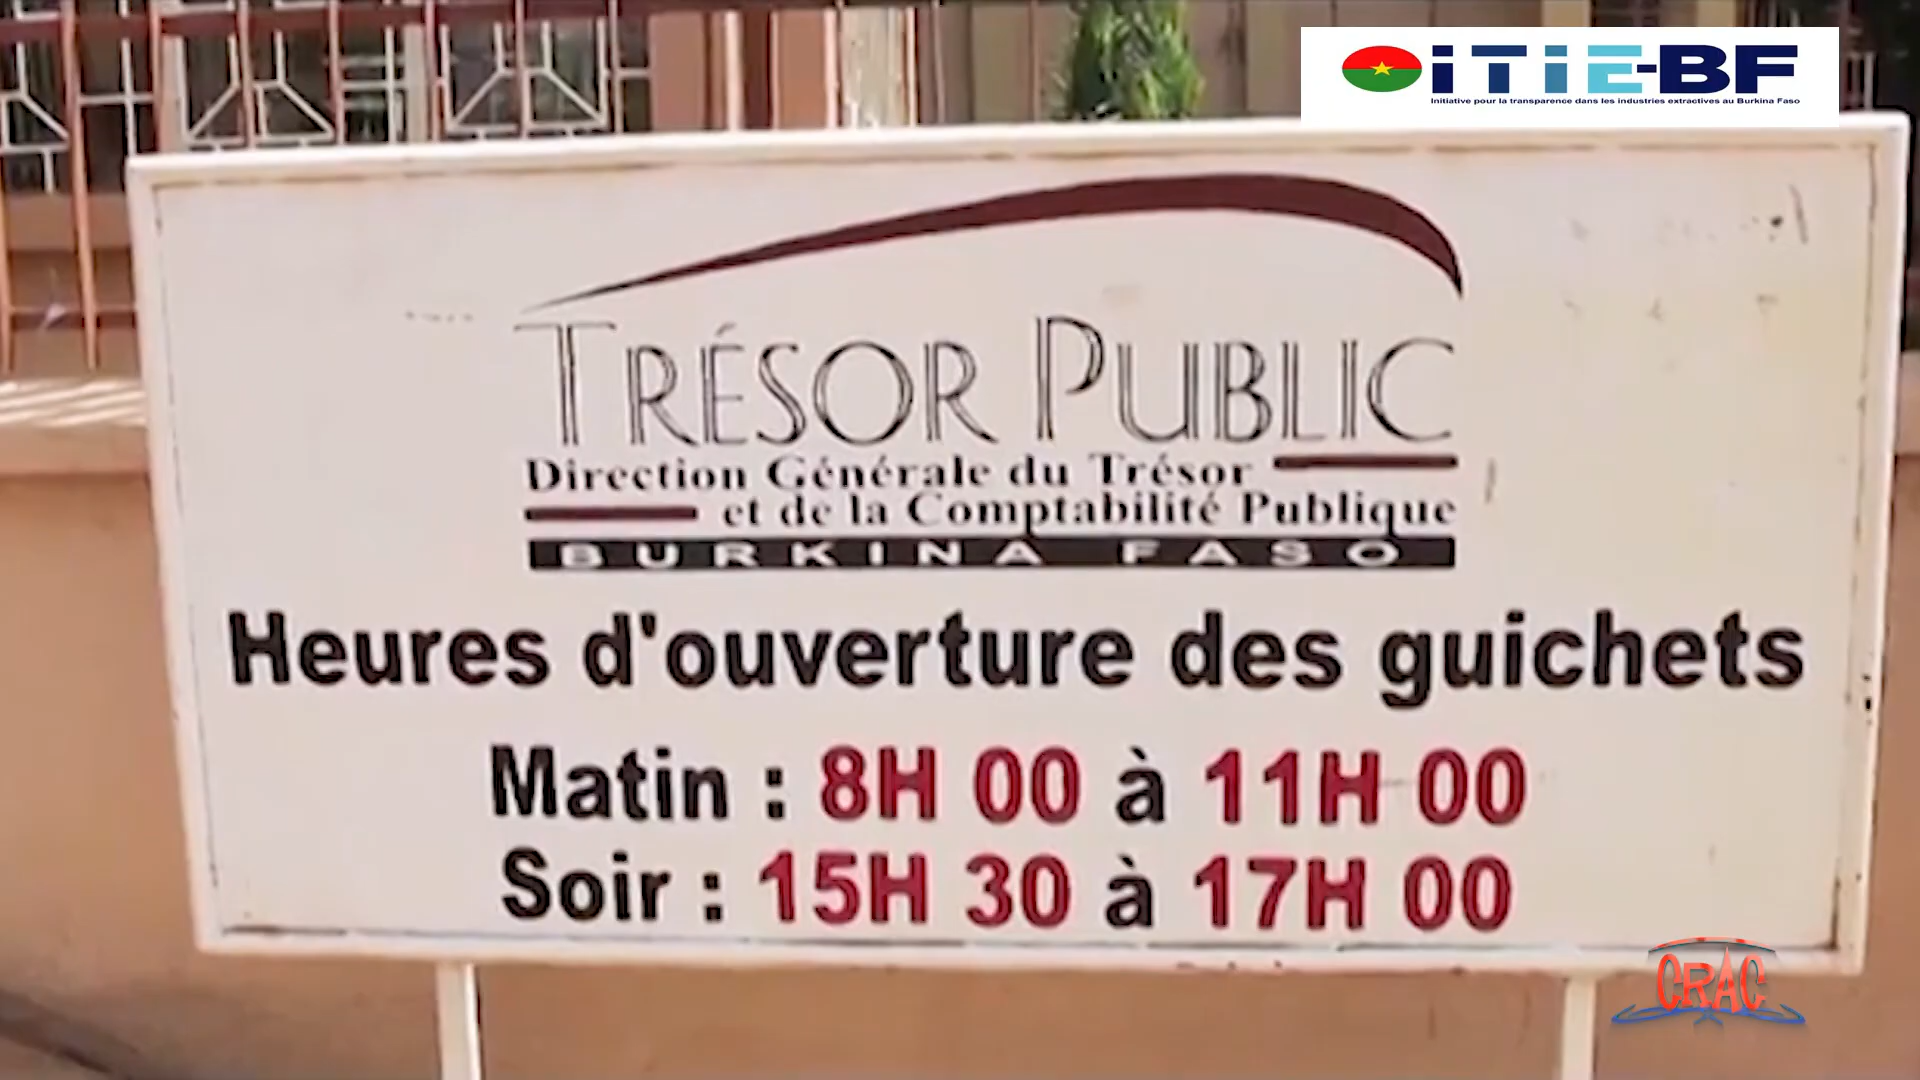 iTiE-BF
Initiative pour la transparence dans les industries extractives au Burkina Faso
TRÉSOR PUBLIC
Direction Générale du Trésor
et de la Comptabilité Publique
BURKINA FASO
Heures d'ouverture des guichets
Matin : 8H 00 à 11H 00
Soir : 15H 30 à 17H 00
CRAC